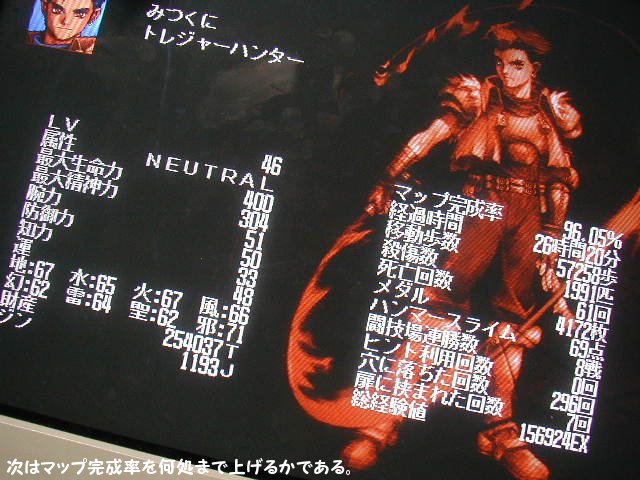 みつくに
トレジャーハンター
LV 46
属性 NEUTRAL
最大生命力 400
最大精神力 304
腕力 51
防御力 50
知力 33
運 48
地:67 水:65 火:67 風:66
幻:62 雷:64 聖:62 邪:71
財産 254037T
ジン 1193J
マップ完成率 96.05%
経過時間 26時間20分
移動歩数 57258歩
殺傷数 1991匹
死亡回数 61回
メダル 4172枚
ハンマースライム 69点
闘技場連勝数 8戦
ヒント利用回数 0回
穴に落ちた回数 296回
扉に挟まれた回数 7回
総経験値 156924EX
次はマップ完成率を何処まで上げるかである。